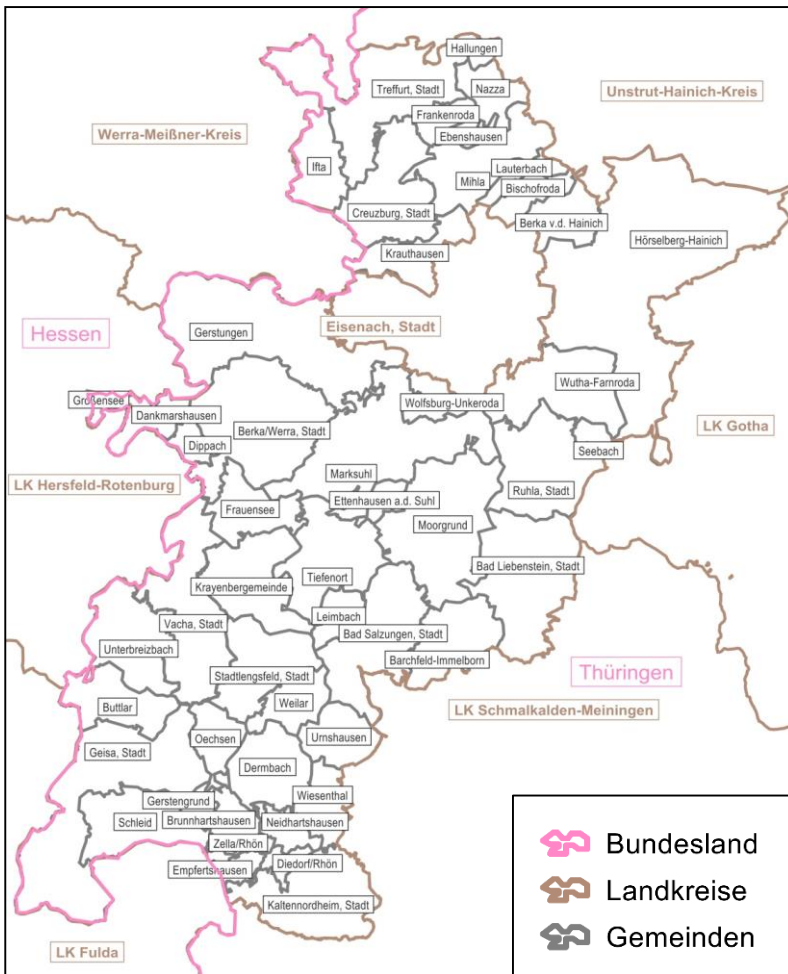 Hallungen
Treffurt, Stadt
Nazza
Unstrut-Hainich-Kreis
Frankenroda
Werra-Meißner-Kreis
Ebenshausen
Ifta
Lauterbach
Mihla
Bischofroda
Creuzburg, Stadt
Berka v.d. Hainich
Hörselberg-Hainich
Krauthausen
Hessen
Gerstungen
Eisenach, Stadt
Wutha-Farnroda
Großensee
Wolfsburg-Unkeroda
Dankmarshausen
LK Gotha
Berka/Werra, Stadt
Dippach
Seebach
Marksuhl
LK Hersfeld-Rotenburg
Ruhla, Stadt
Ettenhausen a.d. Suhl
Frauensee
Moorgrund
Bad Liebenstein, Stadt
Tiefenort
Krayenbergemeinde
Leimbach
Vacha, Stadt
Bad Salzungen, Stadt
Unterbreizbach
Barchfeld-Immelborn
Stadtlengsfeld, Stadt
Thüringen
Weilar
Buttlar
LK Schmalkalden-Meiningen
Oechsen
Urnshausen
Geisa, Stadt
Dermbach
Wiesenthal
Gerstengrund
Schleid
Brunnhartshausen
Neidhartshausen
Zella/Rhön
Diedorf/Rhön
Empfertshausen
Kaltennordheim, Stadt
LK Fulda
Bundesland
Landkreise
Gemeinden